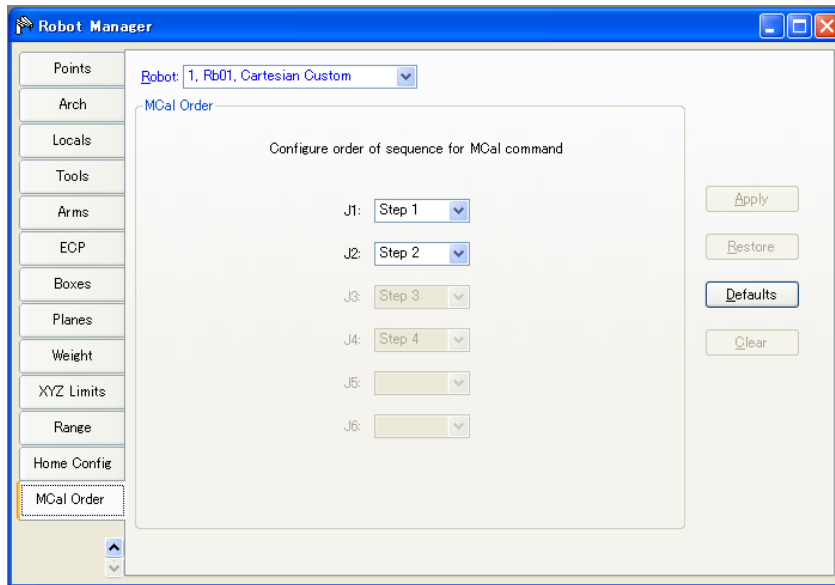 Robot Manager
Points
Arch
Locals
Tools
Arms
ECP
Boxes
Planes
Weight
XYZ Limits
Range
Home Config
MCal Order
Robot: 1, Rb01, Cartesian Custom
MCal Order
Configure order of sequence for MCal command
J1: Step 1
J2: Step 2
J3: Step 3
J4: Step 4
J5:
J6:
Apply
Restore
Defaults
Clear